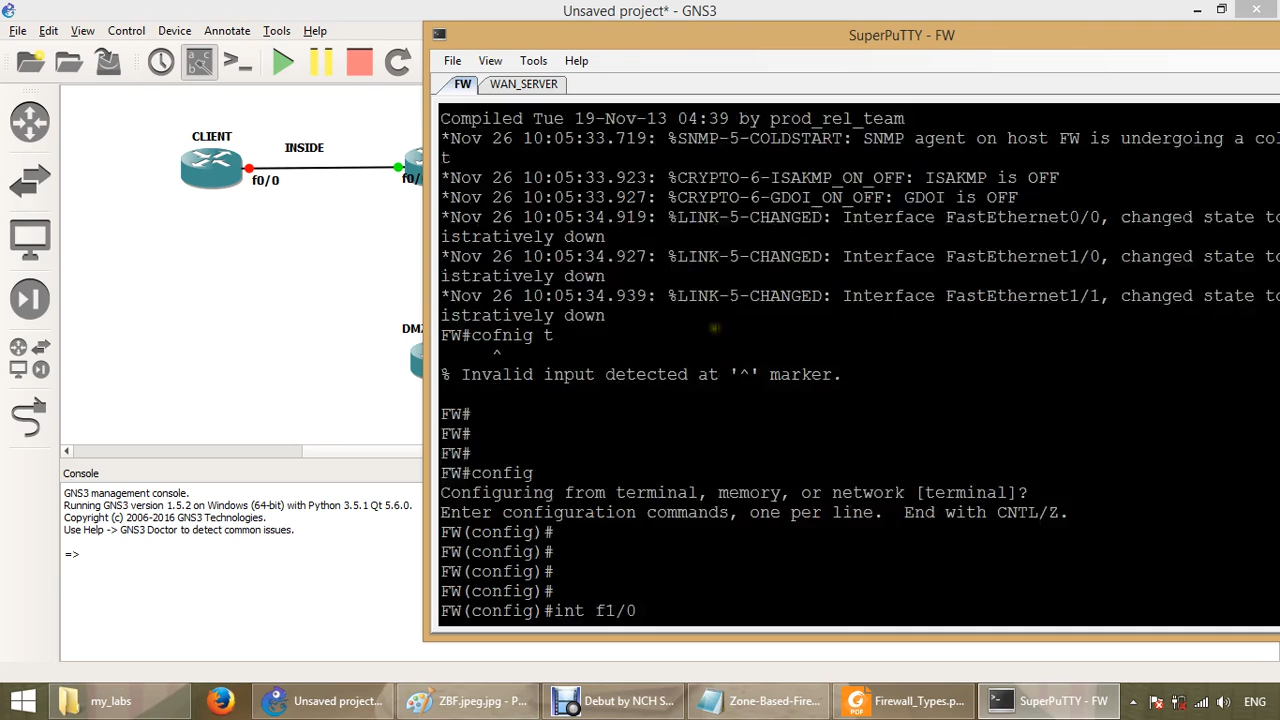 Unsaved project* - GNS3
File Edit View Control Device Annotate Tools Help
CLIENT
INSIDE
f0/0
f0/
DMZ
Console
GNS3 management console.
Running GNS3 version 1.5.2 on Windows (64-bit) with Python 3.5.1 Qt 5.6.0.
Copyright (c) 2006-2016 GNS3 Technologies.
Use Help -> GNS3 Doctor to detect common issues.
=>
SuperPuTTY - FW
File View Tools Help
FW WAN_SERVER
Compiled Tue 19-Nov-13 04:39 by prod_rel_team
*Nov 26 10:05:33.719: %SNMP-5-COLDSTART: SNMP agent on host FW is undergoing a col
t
*Nov 26 10:05:33.923: %CRYPTO-6-ISAKMP_ON_OFF: ISAKMP is OFF
*Nov 26 10:05:33.927: %CRYPTO-6-GDOI_ON_OFF: GDOI is OFF
*Nov 26 10:05:34.919: %LINK-5-CHANGED: Interface FastEthernet0/0, changed state to
istratively down
*Nov 26 10:05:34.927: %LINK-5-CHANGED: Interface FastEthernet1/0, changed state to
istratively down
*Nov 26 10:05:34.939: %LINK-5-CHANGED: Interface FastEthernet1/1, changed state to
istratively down
FW#cofnig t
^
% Invalid input detected at '^' marker.
FW#
FW#
FW#
FW#config
Configuring from terminal, memory, or network [terminal]?
Enter configuration commands, one per line. End with CNTL/Z.
FW(config)#
FW(config)#
FW(config)#
FW(config)#
FW(config)#int f1/0
my_labs Unsaved project... ZBF.jpeg.jpg - P... Debut by NCH S... Zone-Based-Fire... Firewall_Types.p... SuperPuTTY - FW ENG